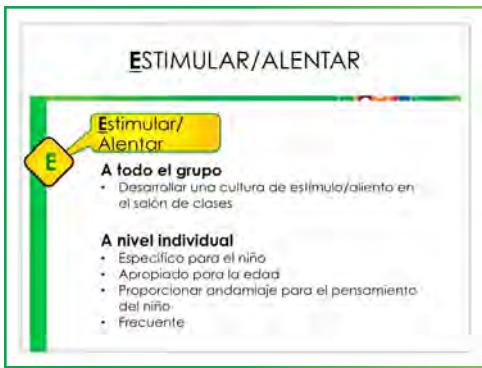 ESTIMULAR/ALENTAR
Estimular/
Alentar
E
A todo el grupo
• Desarrollar una cultura de estímulo/aliento en
el salón de clases
A nivel individual
• Específico para el niño
• Apropiado para la edad
• Proporcionar andamiaje para el pensamiento
del niño
• Frecuente